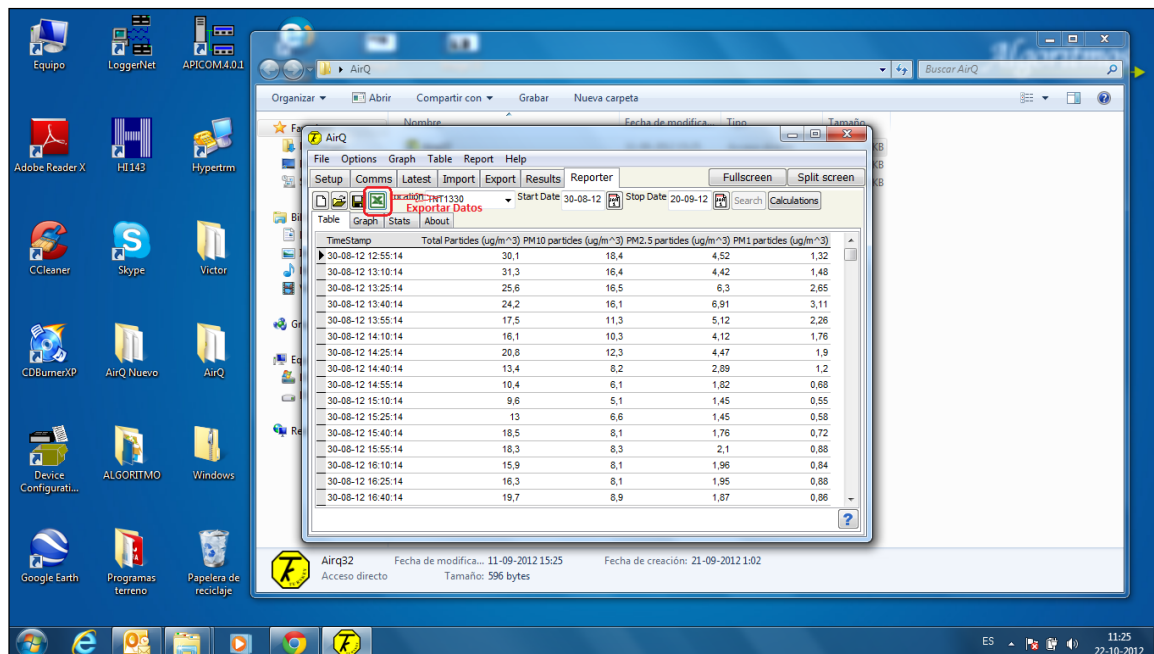 Equipo
LoggerNet
APICOM.4.0.1
Adobe Reader X
HI143
Hypertrm
CCleaner
Skype
Victor
CDBurnerXP
AirQ Nuevo
AirQ
Device
Configurati...
ALGORITMO
Windows
Google Earth
Programas
terreno
Papelera de
reciclaje
AirQ
Buscar AirQ
Organizar
Abrir
Compartir con
Grabar
Nueva carpeta
Nombre
Fecha de modifica...
Tipo
Tamaño
AirQ
File Options Graph Table Report Help
Setup Comms Latest Import Export Results Reporter Fullscreen Split screen
TNT1330 Start Date 30-08-12 Stop Date 20-09-12 Search Calculations
Exportar Datos
Table Graph Stats About
TimeStamp Total Particles (ug/m^3) PM10 particles (ug/m^3) PM2.5 particles (ug/m^3) PM1 particles (ug/m^3)
30-08-12 12:55:14 30,1 18,4 4,52 1,32
30-08-12 13:10:14 31,3 16,4 4,42 1,48
30-08-12 13:25:14 25,6 16,5 6,3 2,65
30-08-12 13:40:14 24,2 16,1 6,91 3,11
30-08-12 13:55:14 17,5 11,3 5,12 2,26
30-08-12 14:10:14 16,1 10,3 4,12 1,76
30-08-12 14:25:14 20,8 12,3 4,47 1,9
30-08-12 14:40:14 13,4 8,2 2,89 1,2
30-08-12 14:55:14 10,4 6,1 1,82 0,68
30-08-12 15:10:14 9,6 5,1 1,45 0,55
30-08-12 15:25:14 13 6,6 1,45 0,58
30-08-12 15:40:14 18,5 8,1 1,76 0,72
30-08-12 15:55:14 18,3 8,3 2,1 0,88
30-08-12 16:10:14 15,9 8,1 1,96 0,84
30-08-12 16:25:14 16,3 8,1 1,95 0,88
30-08-12 16:40:14 19,7 8,9 1,87 0,86
KB
KB
KB
Airq32 Fecha de modifica... 11-09-2012 15:25 Fecha de creación: 21-09-2012 1:02
Acceso directo Tamaño: 596 bytes
ES
11:25
22-10-2012